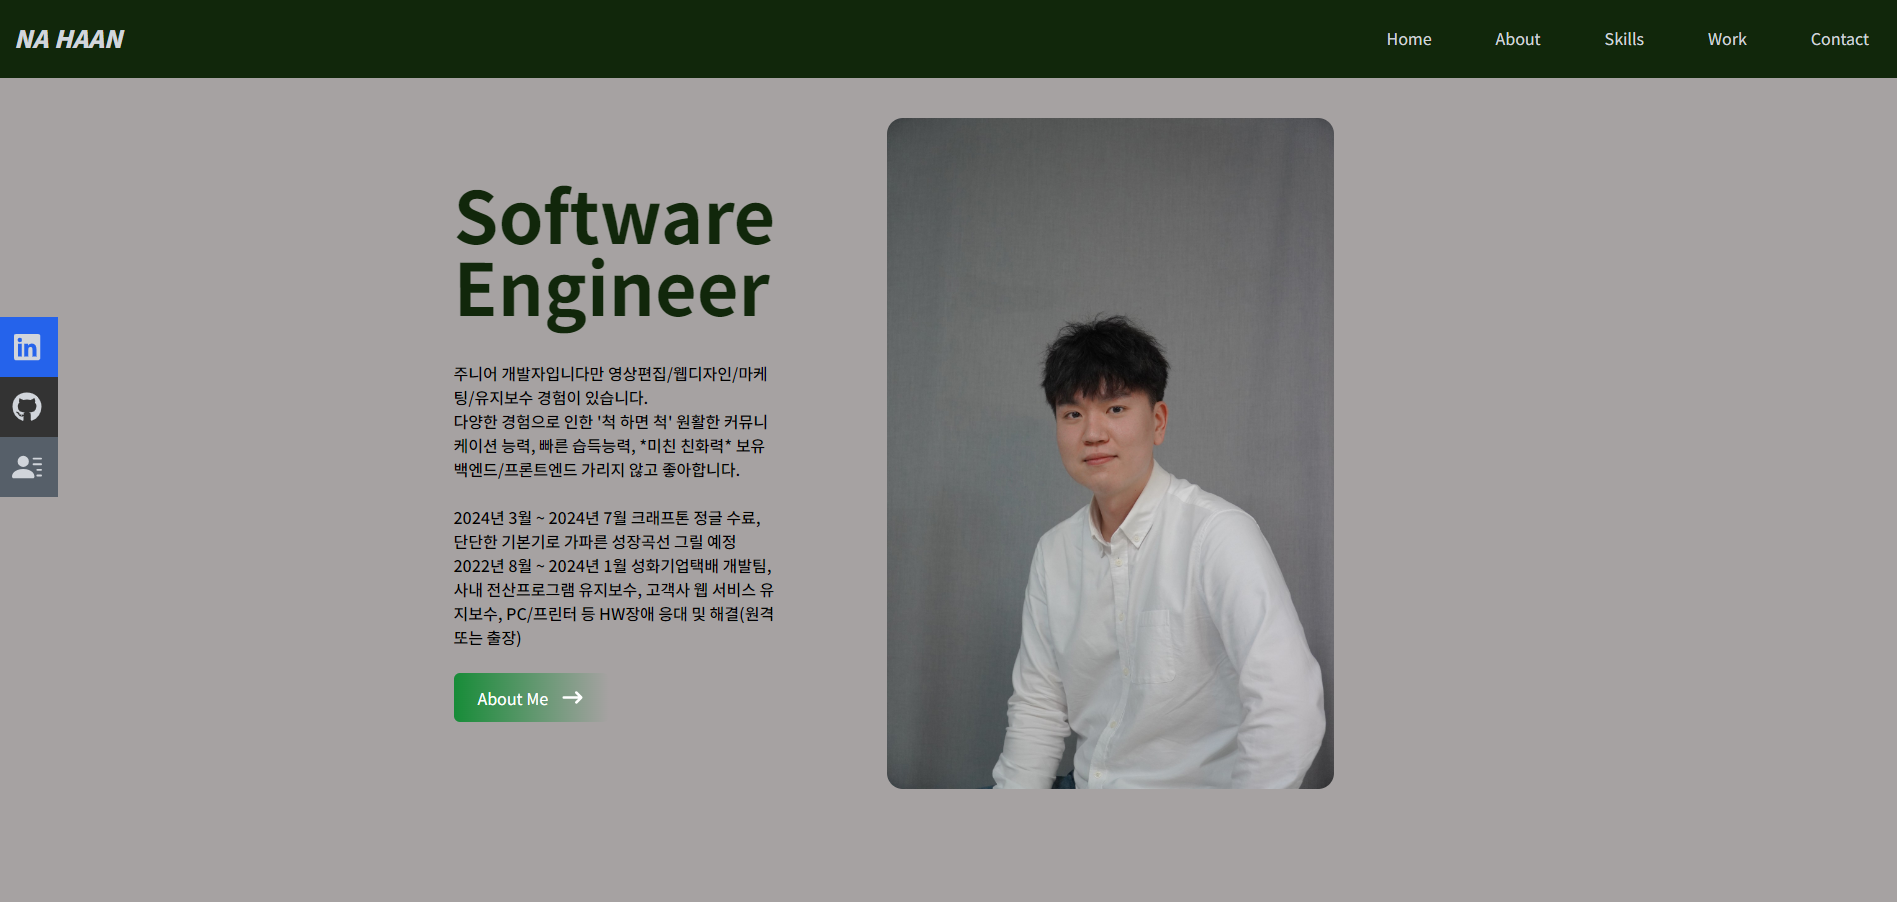 NA HAAN
Home
About
Skills
Work
Contact
Software
Engineer
주니어 개발자입니다만 영상편집/웹디자인/마케
팅/유지보수 경험이 있습니다.
다양한 경험으로 인한 '척 하면 척' 원활한 커뮤니
케이션 능력, 빠른 습득능력, *미친 친화력* 보유
백엔드/프론트엔드 가리지 않고 좋아합니다.
2024년 3월 ~ 2024년 7월 크래프톤 정글 수료,
단단한 기본기로 가파른 성장곡선 그릴 예정
2022년 8월 ~ 2024년 1월 성화기업택배 개발팀,
사내 전산프로그램 유지보수, 고객사 웹 서비스 유
지보수, PC/프린터 등 HW장애 응대 및 해결(원격
또는 출장)
About Me
in